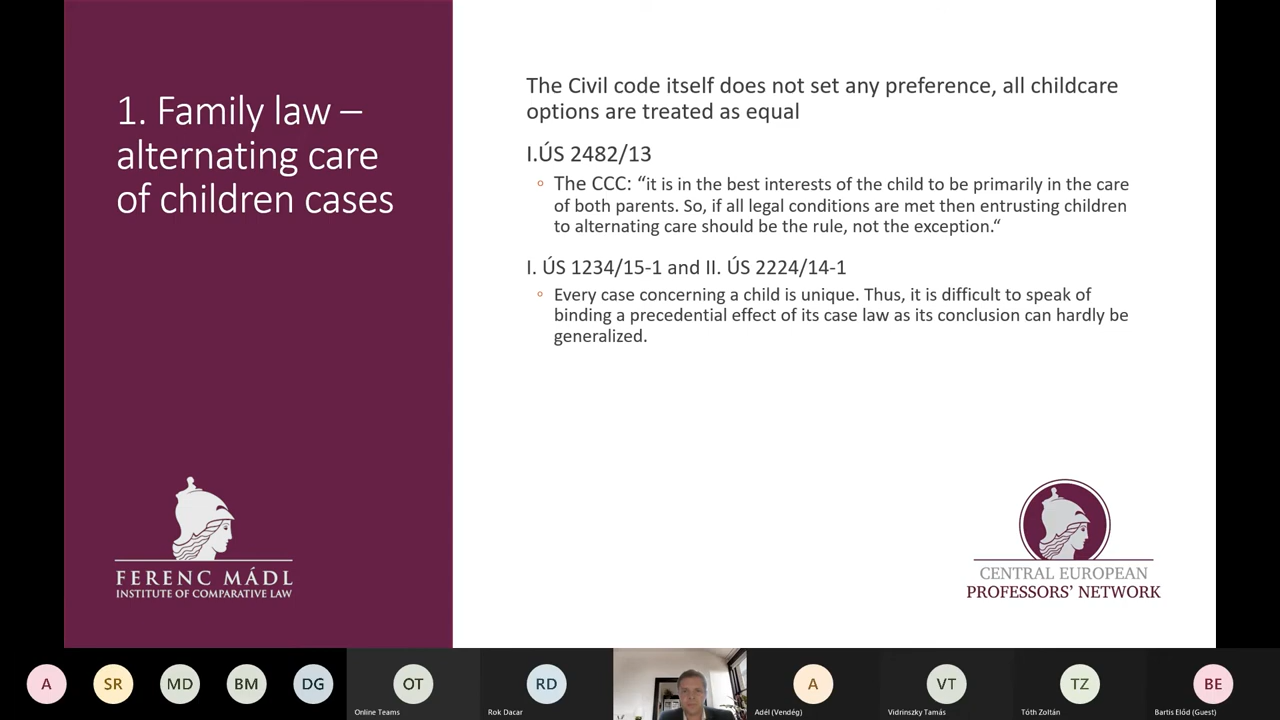 1. Family law –
alternating care
of children cases
The Civil code itself does not set any preference, all childcare
options are treated as equal
I.ÚS 2482/13
The CCC: “it is in the best interests of the child to be primarily in the care
of both parents. So, if all legal conditions are met then entrusting children
to alternating care should be the rule, not the exception.“
I. ÚS 1234/15-1 and II. ÚS 2224/14-1
Every case concerning a child is unique. Thus, it is difficult to speak of
binding a precedential effect of its case law as its conclusion can hardly be
generalized.
FERENC MÁDL
INSTITUTE OF COMPARATIVE LAW
CENTRAL EUROPEAN
PROFESSORS’ NETWORK
A
SR
MD
BM
DG
OT
RD
A
VT
TZ
BE
Online Teams
Rok Dacar
Adél (Vendég)
Vidrinszky Tamás
Tóth Zoltán
Bartis Előd (Guest)